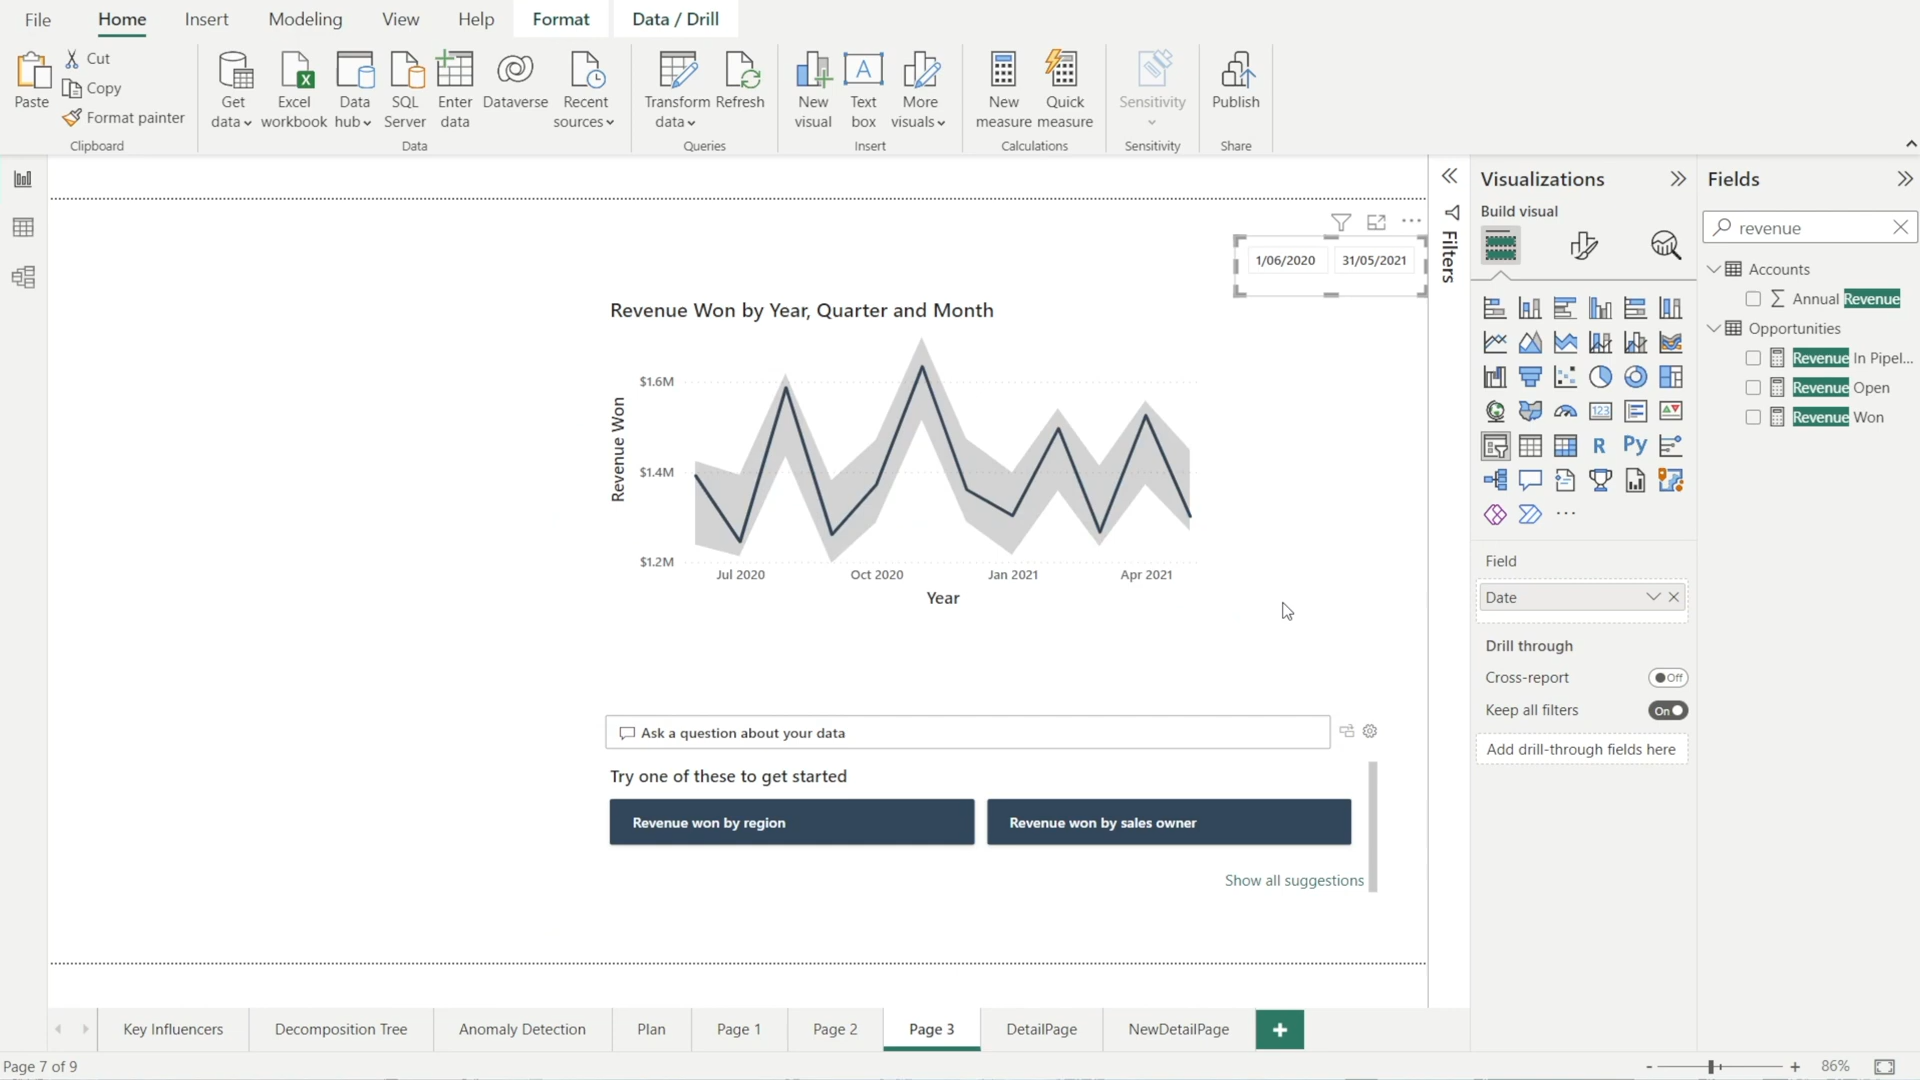 File
Home
Insert
Modeling
View
Help
Format
Data / Drill
Paste
Cut
Copy
Format painter
Clipboard
Get data
Excel workbook
Data hub
SQL Server
Enter data
Dataverse
Recent sources
Data
Transform data
Refresh
Queries
New visual
A
Text box
More visuals
Insert
New measure
Quick measure
Calculations
Sensitivity
Sensitivity
Publish
Share
1/06/2020
31/05/2021
Revenue Won by Year, Quarter and Month
Revenue Won
$1.6M
$1.4M
$1.2M
Jul 2020
Oct 2020
Jan 2021
Apr 2021
Year
Ask a question about your data
Try one of these to get started
Revenue won by region
Revenue won by sales owner
Show all suggestions
Filters
Visualizations
Build visual
123
R
Py
Field
Date
Drill through
Cross-report
Off
Keep all filters
On
Add drill-through fields here
Fields
revenue
Accounts
Σ Annual Revenue
Opportunities
Revenue In Pipel...
Revenue Open
Revenue Won
Key Influencers
Decomposition Tree
Anomaly Detection
Plan
Page 1
Page 2
Page 3
DetailPage
NewDetailPage
Page 7 of 9
86%